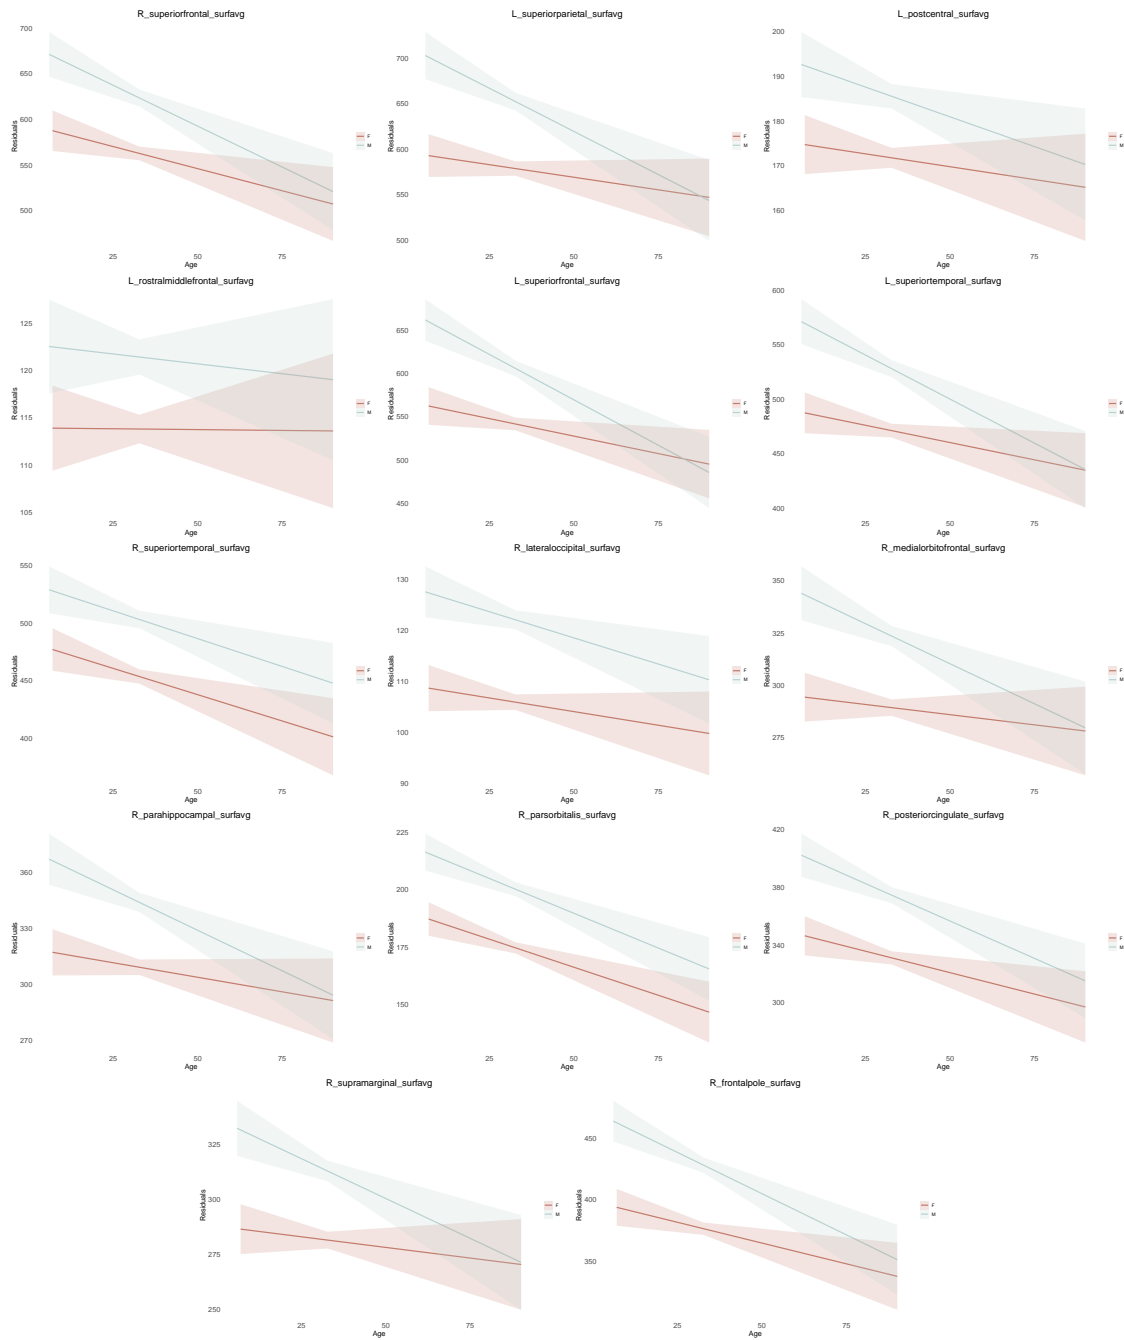 R_superiorfrontal_surfavg
700
650
600
550
500
Residuals
25
50
75
Age
F
M
L_superiorparietal_surfavg
700
650
600
550
500
Residuals
25
50
75
Age
F
M
L_postcentral_surfavg
200
190
180
170
160
Residuals
25
50
75
Age
F
M
L_rostralmiddlefrontal_surfavg
125
120
115
110
105
Residuals
25
50
75
Age
F
M
L_superiorfrontal_surfavg
650
600
550
500
450
Residuals
25
50
75
Age
F
M
L_superiortemporal_surfavg
600
550
500
450
400
Residuals
25
50
75
Age
F
M
R_superiortemporal_surfavg
550
500
450
400
Residuals
25
50
75
Age
F
M
R_lateraloccipital_surfavg
130
120
110
100
90
Residuals
25
50
75
Age
F
M
R_medialorbitofrontal_surfavg
350
325
300
275
Residuals
25
50
75
Age
F
M
R_parahippocampal_surfavg
360
330
300
270
Residuals
25
50
75
Age
F
M
R_parsorbitalis_surfavg
225
200
175
150
Residuals
25
50
75
Age
F
M
R_posteriorcingulate_surfavg
420
380
340
300
Residuals
25
50
75
Age
F
M
R_supramarginal_surfavg
325
300
275
250
Residuals
25
50
75
Age
F
M
R_frontalpole_surfavg
450
400
350
Residuals
25
50
75
Age
F
M